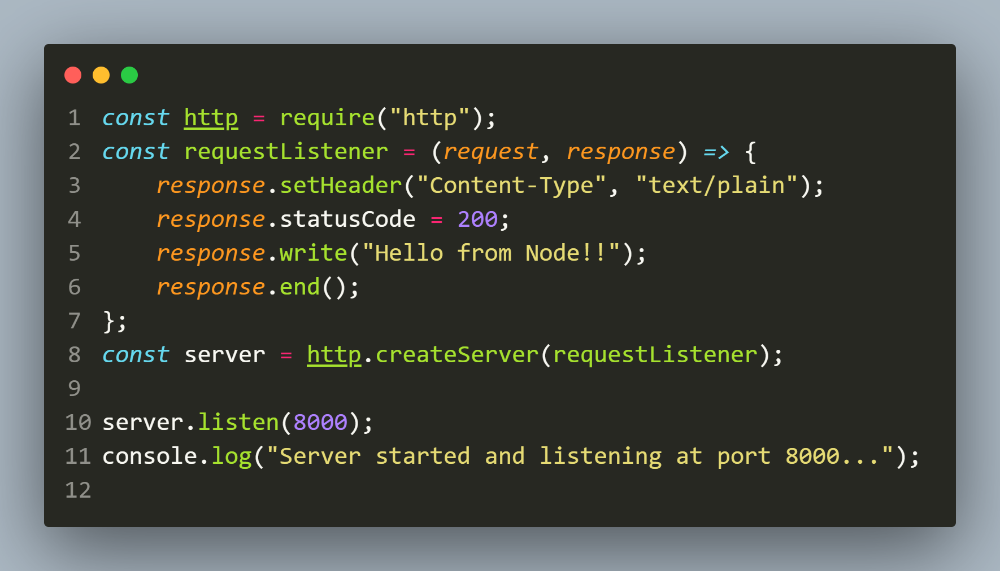 1 const http = require("http");
2 const requestListener = (request, response) => {
3     response.setHeader("Content-Type", "text/plain");
4     response.statusCode = 200;
5     response.write("Hello from Node!!");
6     response.end();
7 };
8 const server = http.createServer(requestListener);
9
10 server.listen(8000);
11 console.log("Server started and listening at port 8000...");
12